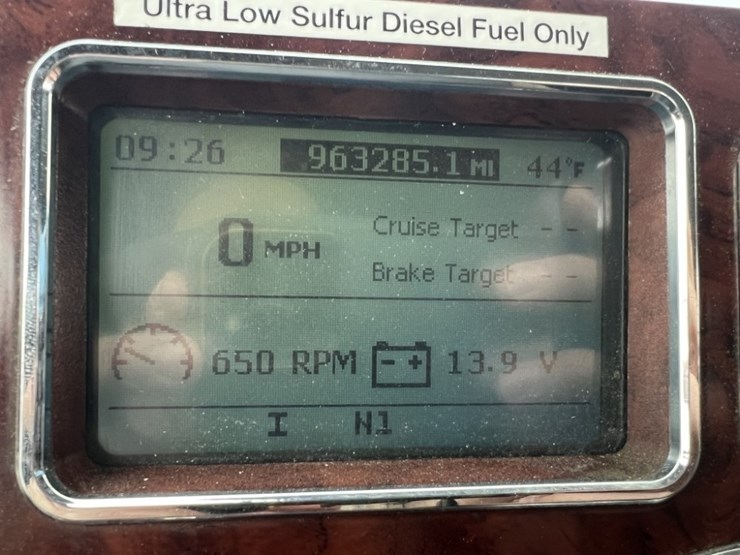 Ultra Low Sulfur Diesel Fuel Only
09:26 963285.1 MI 44°F
0 MPH
Cruise Target --
Brake Target --
650 RPM - + 13.9 V
I N1